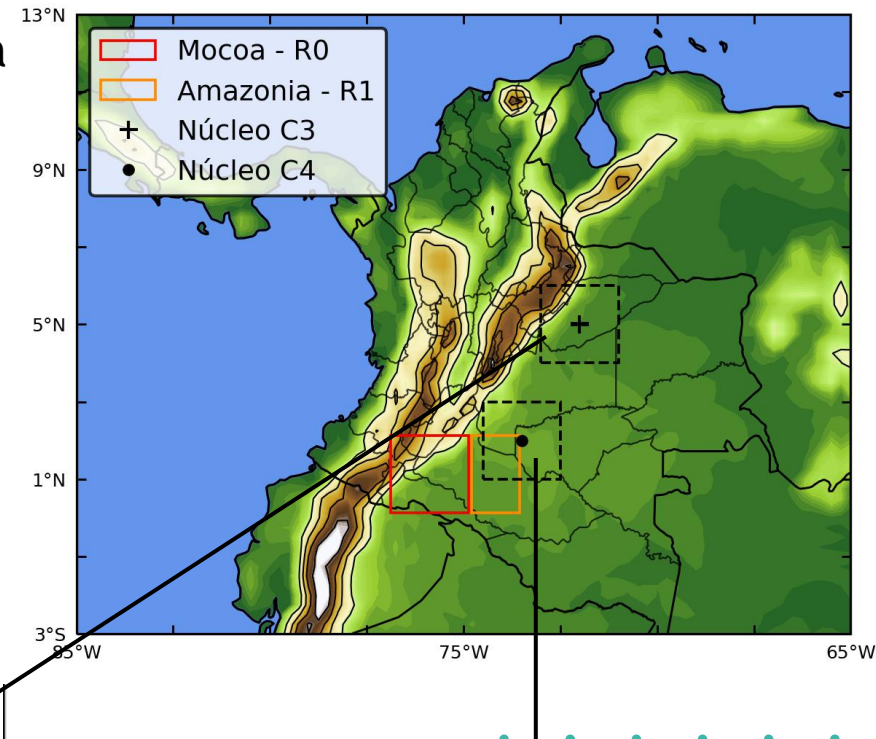 13°N
Mocoa - R0
Amazonia - R1
Núcleo C3
Núcleo C4
9°N
5°N
1°N
3°S
85°W
75°W
65°W